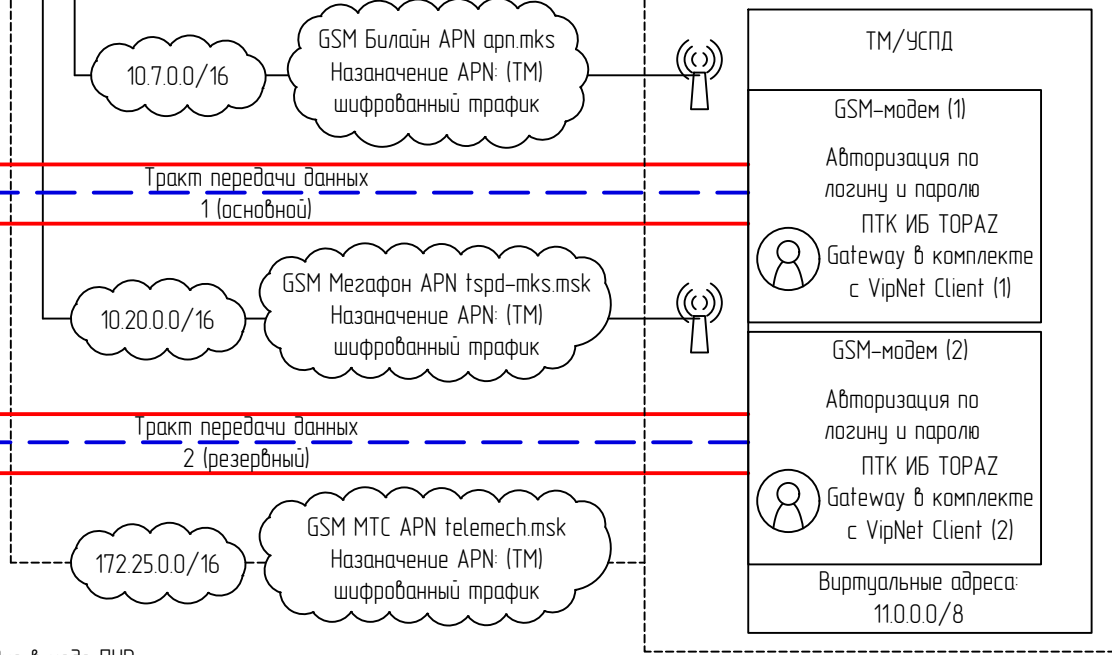 GSM Билайн APN apn.mks
Назаначение APN: (ТМ)
шифрованный трафик
10.7.0.0/16
ТМ/УСПД
GSM-модем (1)
Авторизация по
логину и паролю
ПТК ИБ TOPAZ
Gateway в комплекте
с VipNet Client (1)
Тракт передачи данных
1 (основной)
GSM Мегафон APN tspd-mks.msk
Назаначение APN: (ТМ)
шифрованный трафик
10.20.0.0/16
GSM-модем (2)
Авторизация по
логину и паролю
ПТК ИБ TOPAZ
Gateway в комплекте
с VipNet Client (2)
Тракт передачи данных
2 (резервный)
GSM МТС APN telemech.msk
Назаначение APN: (ТМ)
шифрованный трафик
172.25.0.0/16
Виртуальные адреса:
11.0.0.0/8